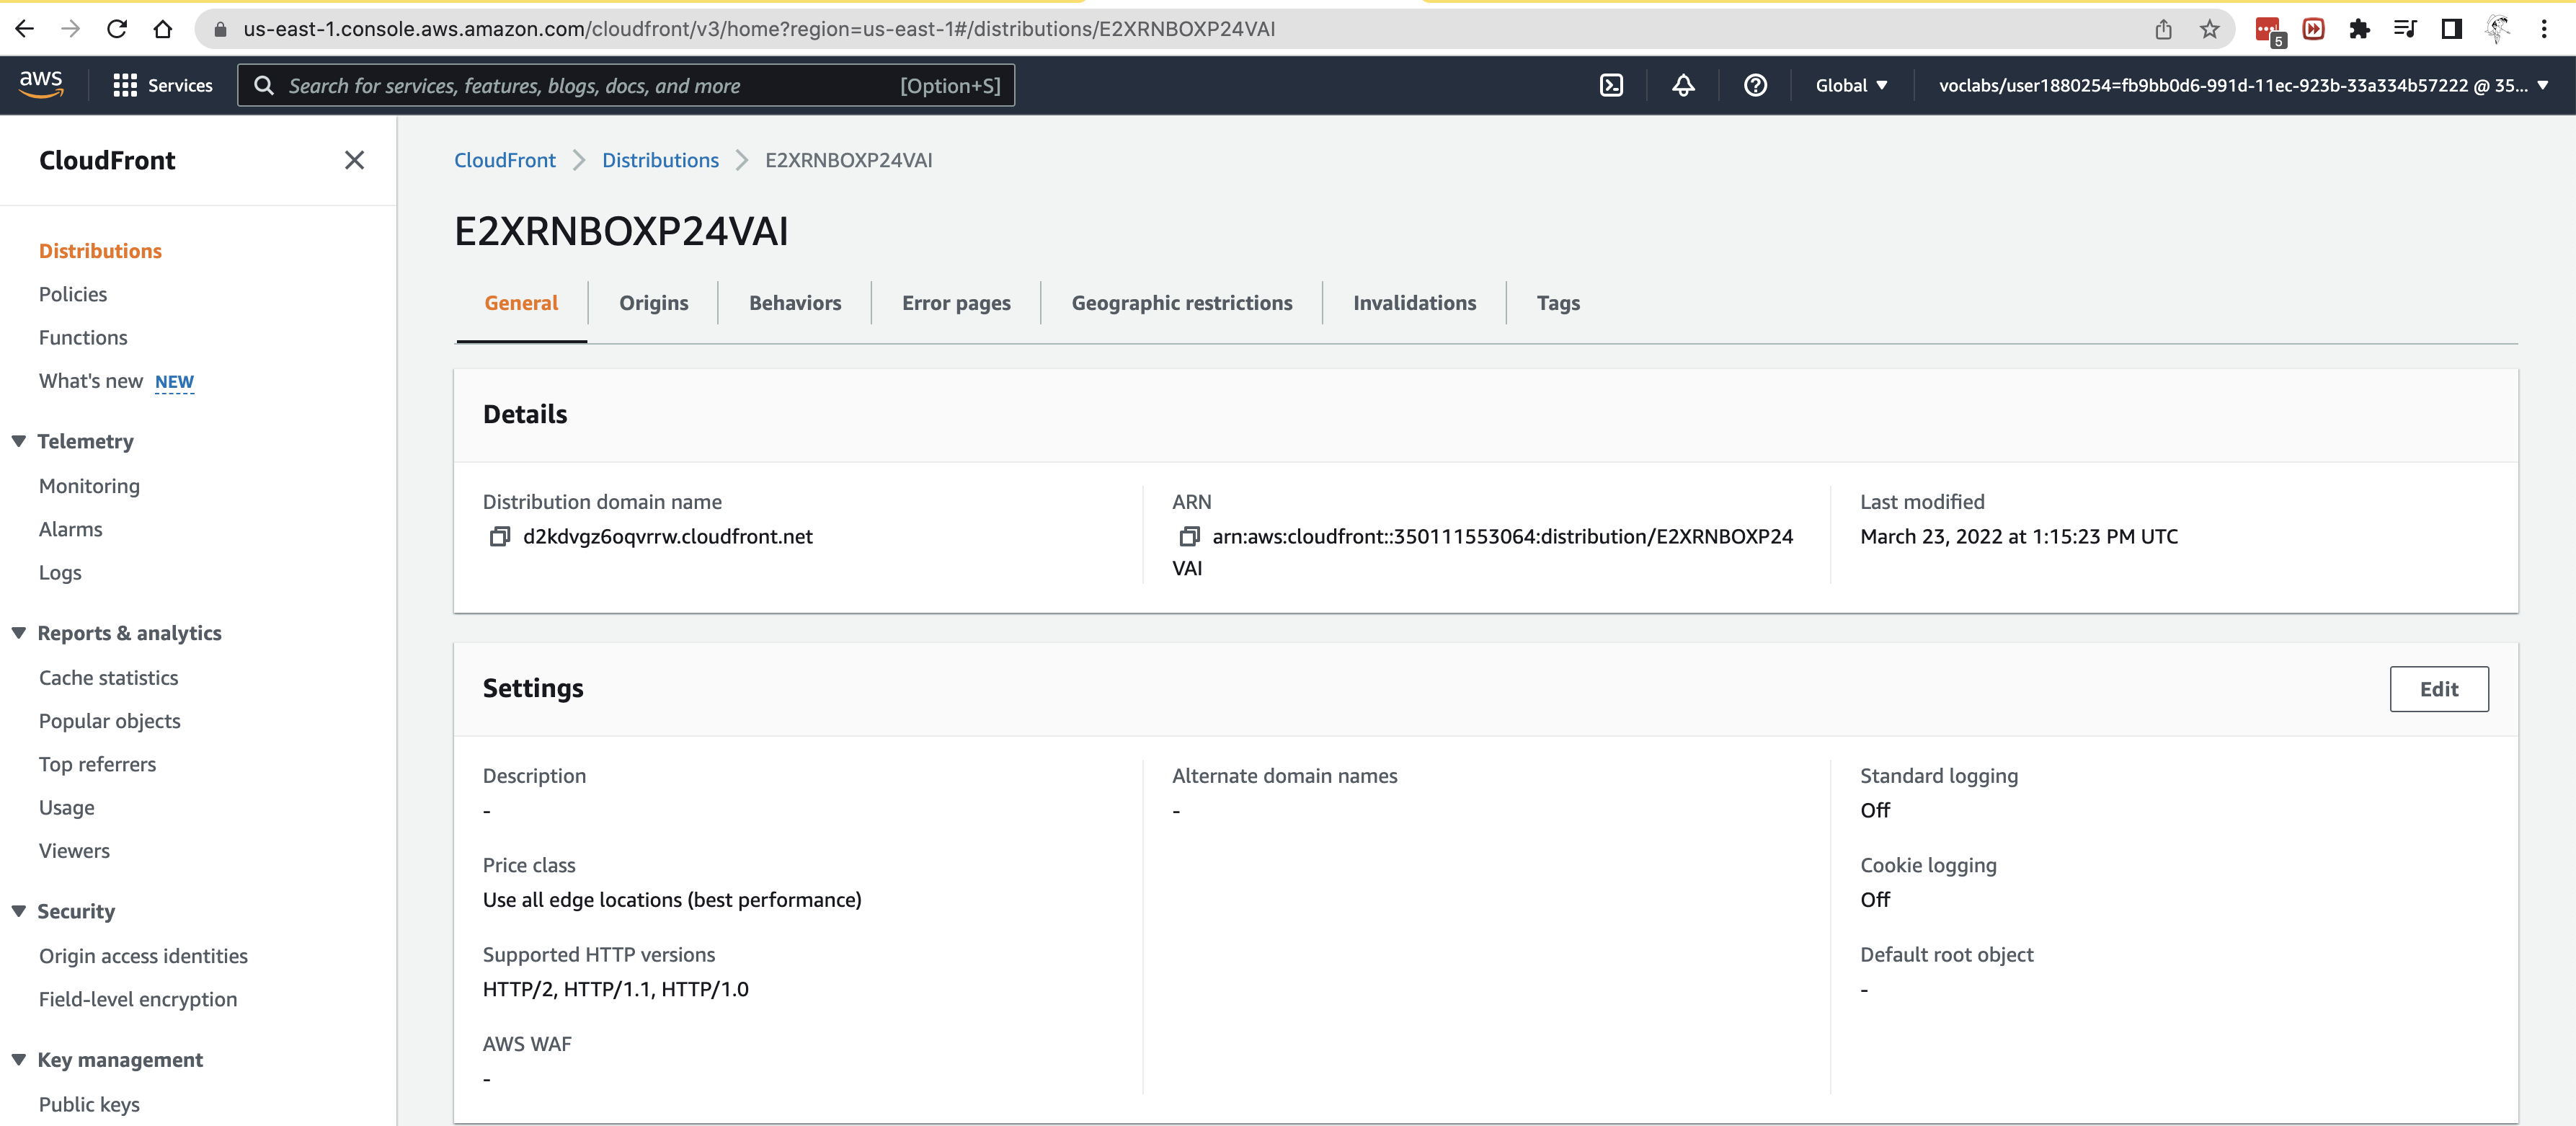 us-east-1.console.aws.amazon.com/cloudfront/v3/home?region=us-east-1#/distributions/E2XRNBOXP24VAI
5
aws
Services
Search for services, features, blogs, docs, and more
[Option+S]
Global
voclabs/user1880254=fb9bb0d6-991d-11ec-923b-33a334b57222 @ 35...
CloudFront
Distributions
Policies
Functions
What's new NEW
Telemetry
Monitoring
Alarms
Logs
Reports & analytics
Cache statistics
Popular objects
Top referrers
Usage
Viewers
Security
Origin access identities
Field-level encryption
Key management
Public keys
CloudFront
Distributions
E2XRNBOXP24VAI
E2XRNBOXP24VAI
General
Origins
Behaviors
Error pages
Geographic restrictions
Invalidations
Tags
Details
Distribution domain name
d2kdvgz6oqvrrw.cloudfront.net
ARN
arn:aws:cloudfront::350111553064:distribution/E2XRNBOXP24
VAI
Last modified
March 23, 2022 at 1:15:23 PM UTC
Settings
Edit
Description
-
Price class
Use all edge locations (best performance)
Supported HTTP versions
HTTP/2, HTTP/1.1, HTTP/1.0
AWS WAF
-
Alternate domain names
-
Standard logging
Off
Cookie logging
Off
Default root object
-